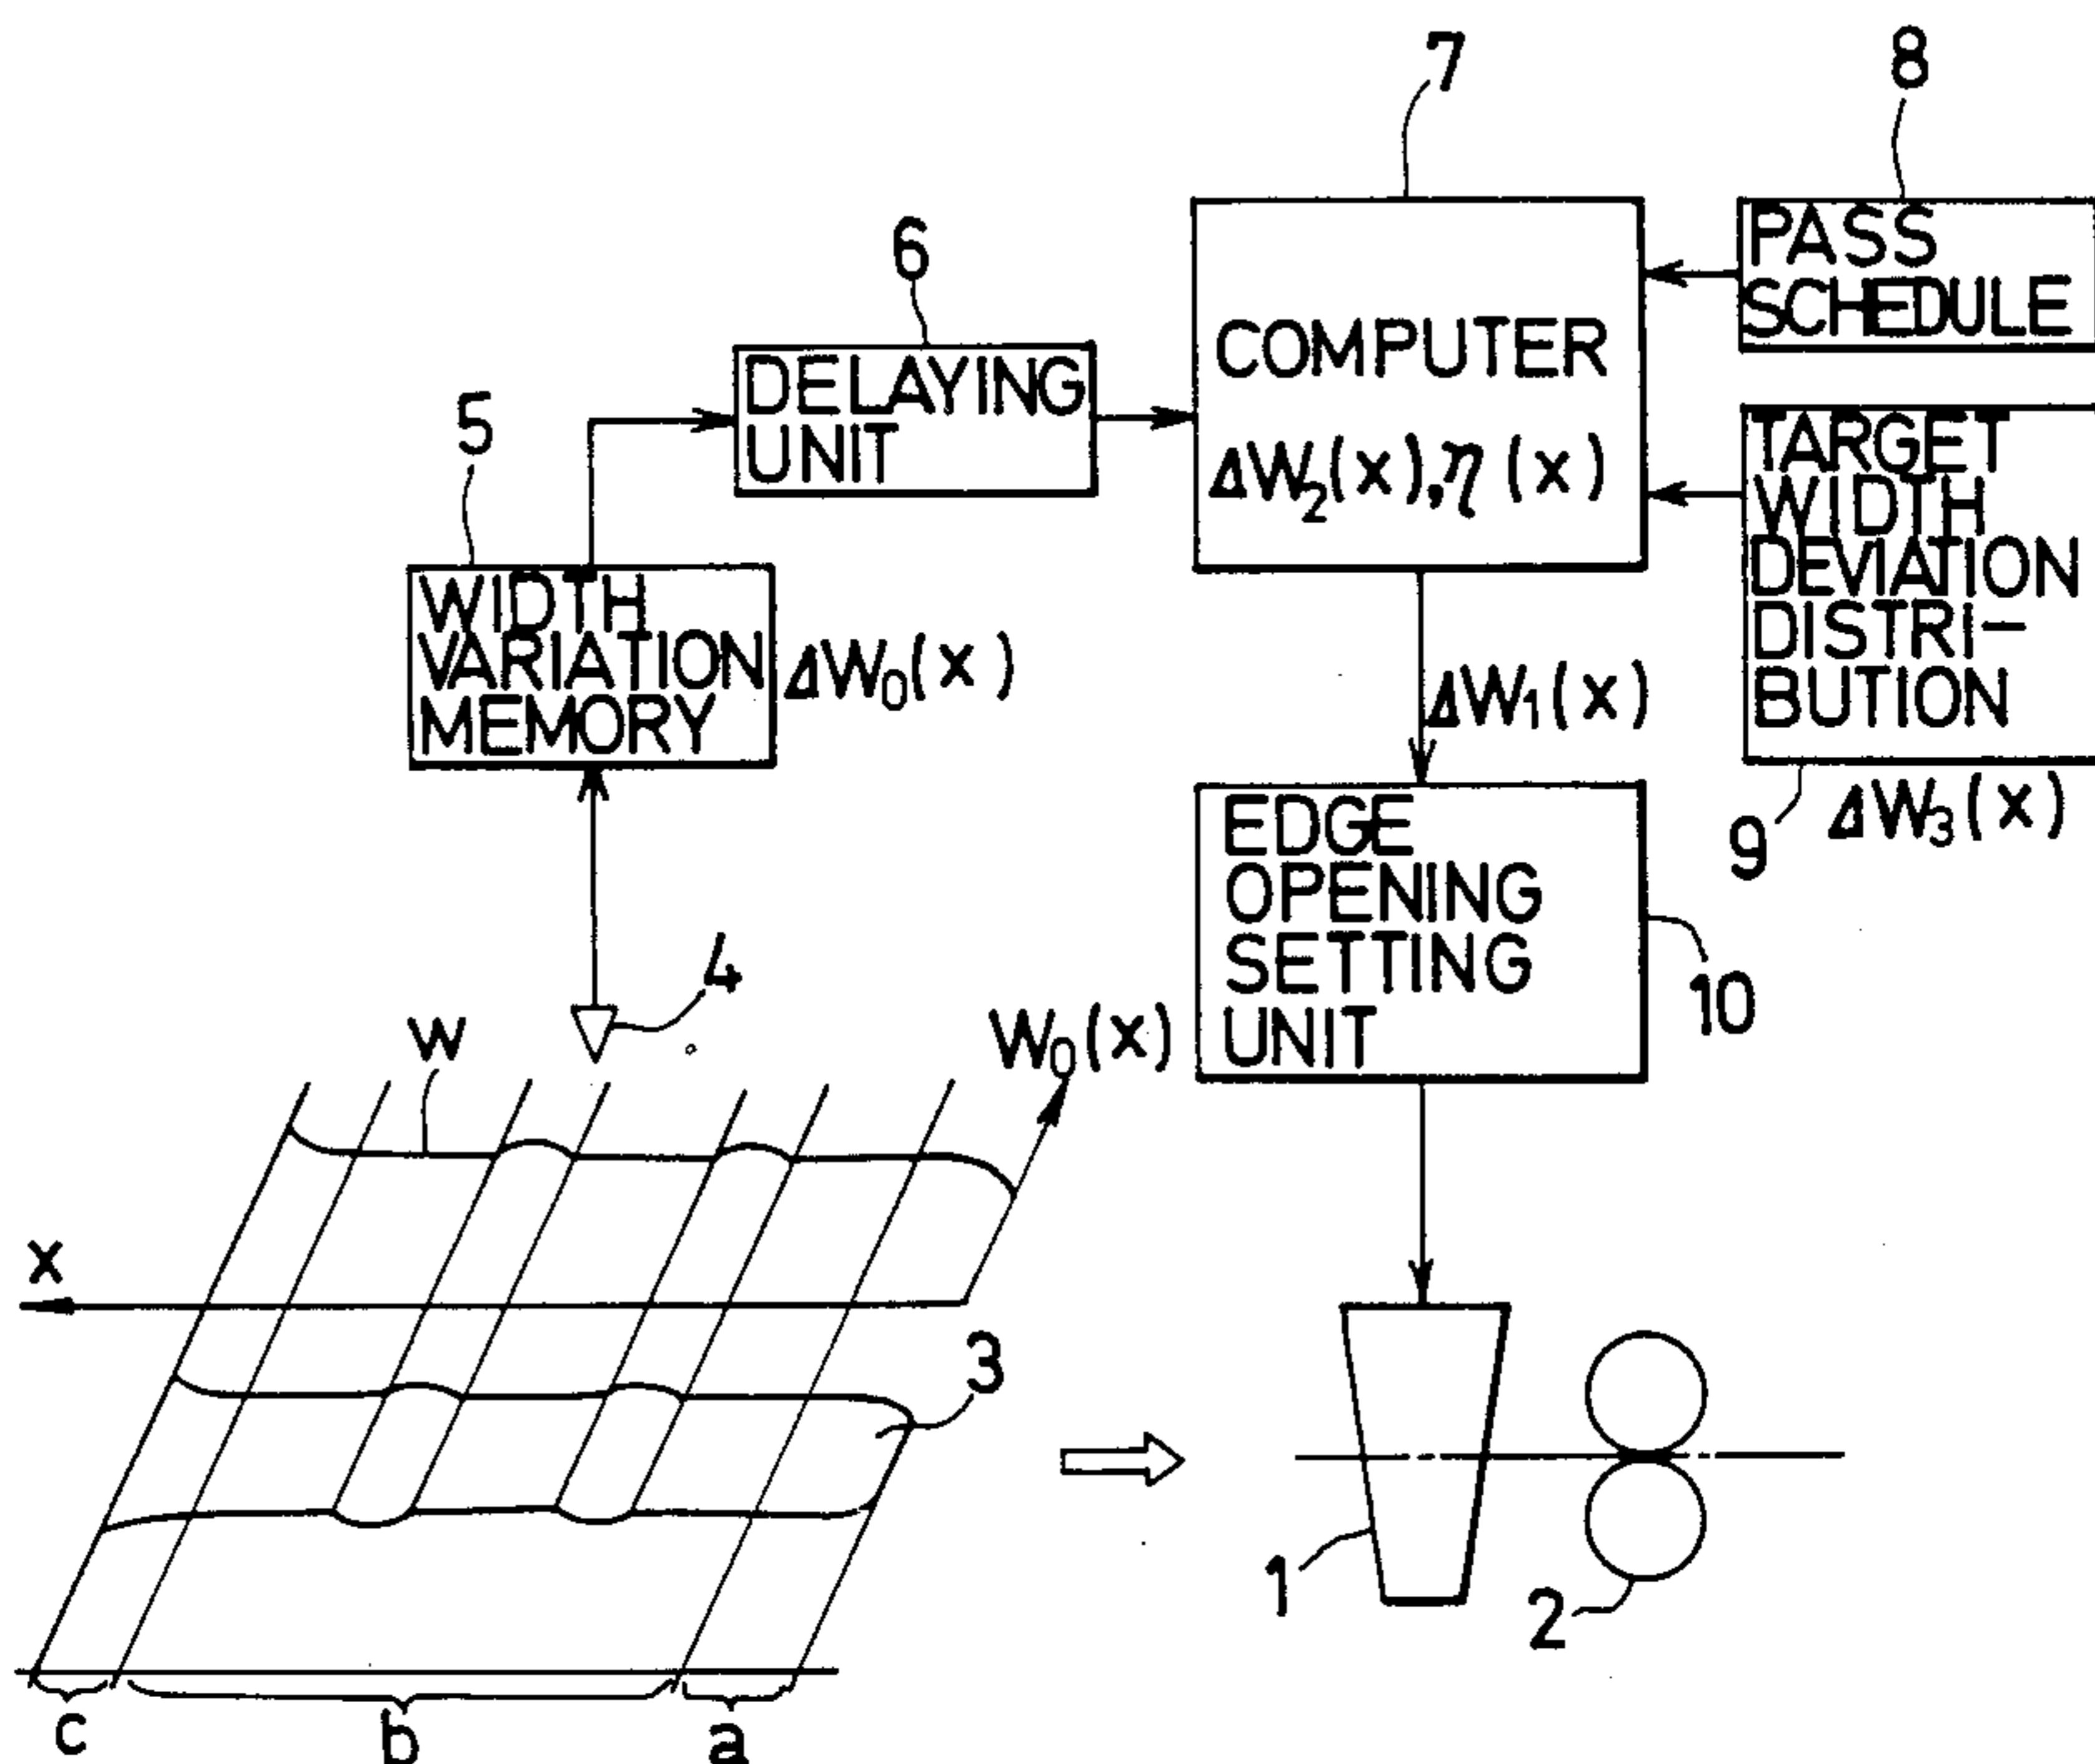 7
8
6
PASS
SCHEDULE
COMPUTER
ΔW₂(x),η(x)
DELAYING
UNIT
5
TARGET
WIDTH
DEVIATION
DISTRI-
BUTION
WIDTH
VARIATION
MEMORY
ΔW₀(x)
ΔW₁(x)
9
ΔW₃(x)
EDGE
OPENING
SETTING
UNIT
10
4
W
W₀(x)
X
3
1
2
c
b
a